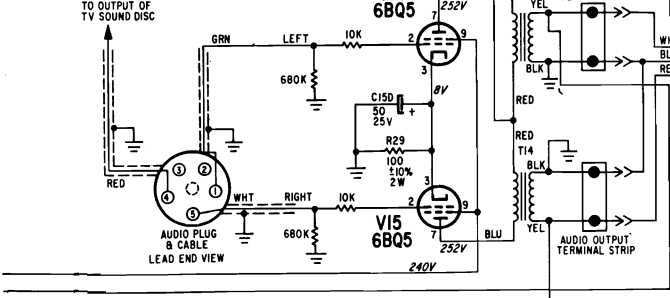 TO OUTPUT OF
TV SOUND DISC
6BQ5
7
252V
YEL
GRN
LEFT
10K
2
9
680K
3
8V
BLK
C15D
+
50
25V
RED
R29
100
±10%
2W
RED
T14
BLK
3
2
1
4
5
RED
WHT
RIGHT
10K
3
2
9
680K
V15
6BQ5
7
252V
BLU
YEL
AUDIO PLUG
& CABLE
LEAD END VIEW
AUDIO OUTPUT
TERMINAL STRIP
240V